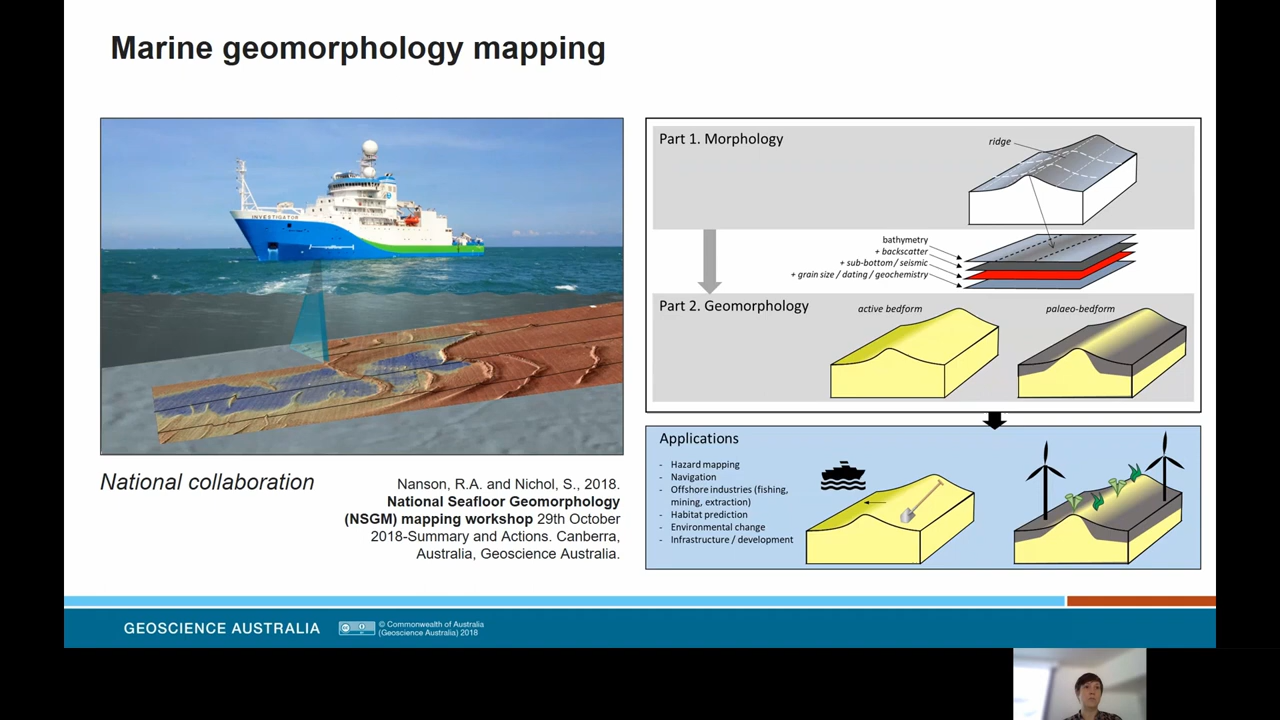 Marine geomorphology mapping
INVESTIGATOR
National collaboration
Nanson, R.A. and Nichol, S., 2018.
National Seafloor Geomorphology
(NSGM) mapping workshop 29th October
2018-Summary and Actions. Canberra,
Australia, Geoscience Australia.
Part 1. Morphology
ridge
bathymetry
+ backscatter
+ sub-bottom / seismic
+ grain size / dating / geochemistry
Part 2. Geomorphology
active bedform
palaeo-bedform
Applications
- Hazard mapping
- Navigation
- Offshore industries (fishing,
mining, extraction)
- Habitat prediction
- Environmental change
- Infrastructure / development
GEOSCIENCE AUSTRALIA
© Commonwealth of Australia
(Geoscience Australia) 2018